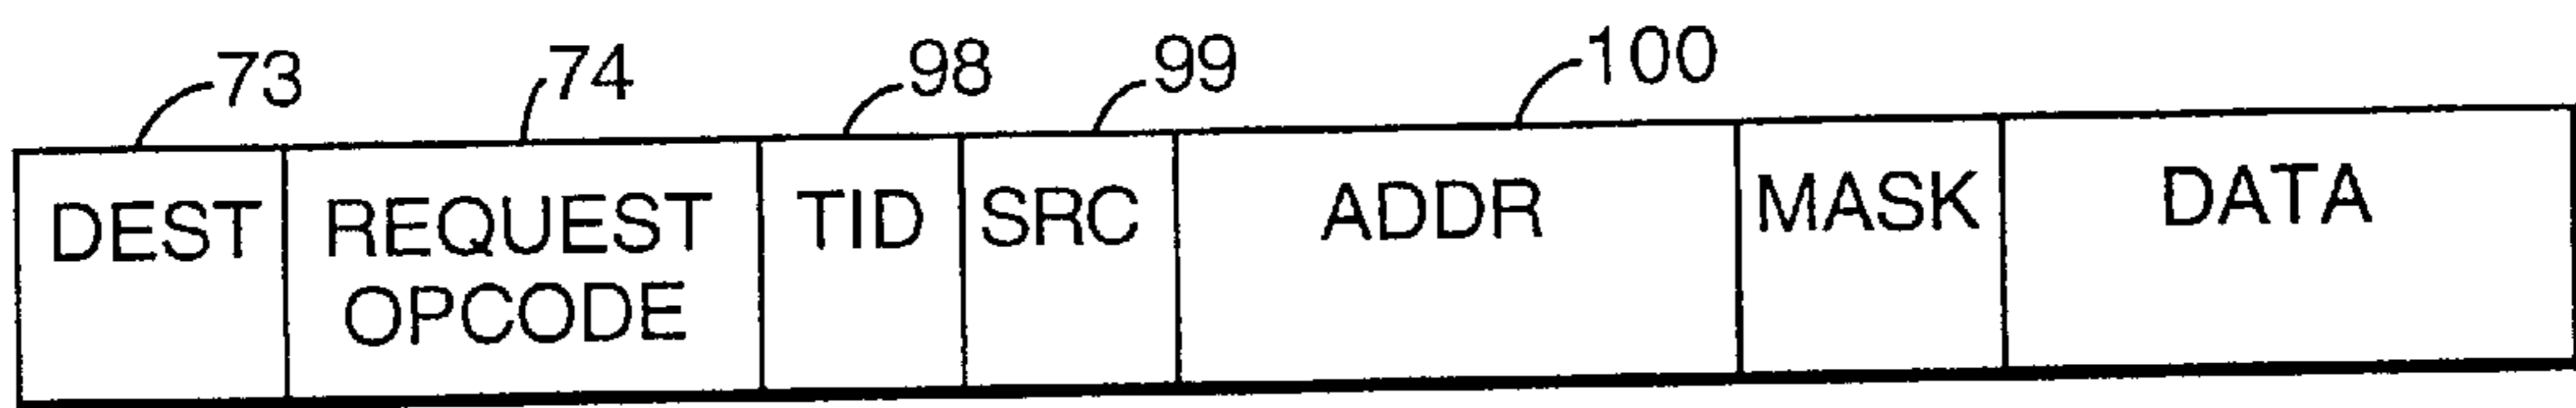 73 74 98 99 100
DEST REQUEST TID SRC ADDR MASK DATA
OPCODE